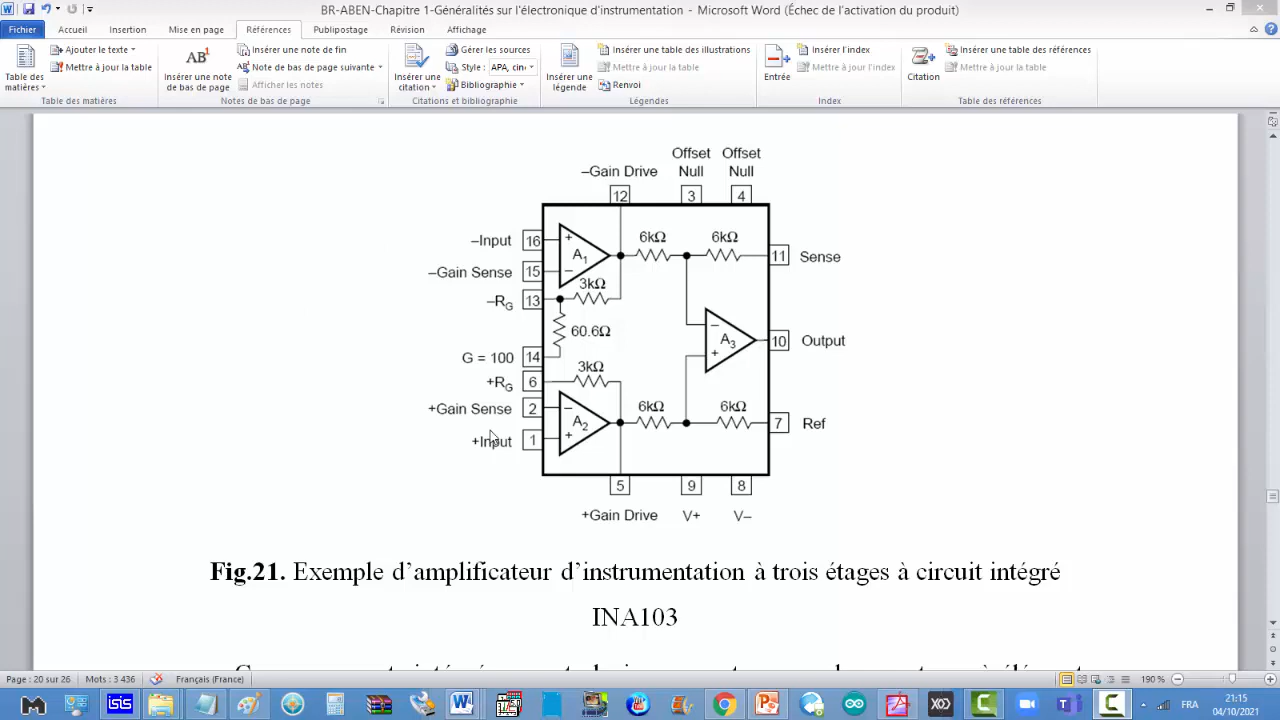 BR-ABEN-Chapitre 1-Généralités sur l'électronique d'instrumentation - Microsoft Word (Échec de l'activation du produit)
Fichier Accueil Insertion Mise en page Références Publipostage Révision Affichage
Table des matières
Ajouter le texte
Mettre à jour la table
Table des matières
AB1
Insérer une note de bas de page
Insérer une note de fin
Note de bas de page suivante
Afficher les notes
Notes de bas de page
Insérer une citation
Gérer les sources
Style : APA, cin
Bibliographie
Citations et bibliographie
Insérer une légende
Insérer une table des illustrations
Mettre à jour la table
Renvoi
Légendes
Entrée
Insérer l'index
Mettre à jour l'index
Index
Citation
Insérer une table des références
Mettre à jour la table
Table des références
Offset Offset
–Gain Drive Null Null
12 3 4
–Input 16 + A1 – 6kΩ 6kΩ
11 Sense
–Gain Sense 15
3kΩ
–RG 13
60.6Ω
– A3 + 10 Output
G = 100 14
3kΩ
+RG 6
+Gain Sense 2 – A2 + 6kΩ 6kΩ
7 Ref
+Input 1
5 9 8
+Gain Drive V+ V–
Fig.21. Exemple d'amplificateur d'instrumentation à trois étages à circuit intégré
INA103
Page : 20 sur 26 Mots : 3 436 Français (France) 190 %
isis W FRA 21:15
04/10/2021